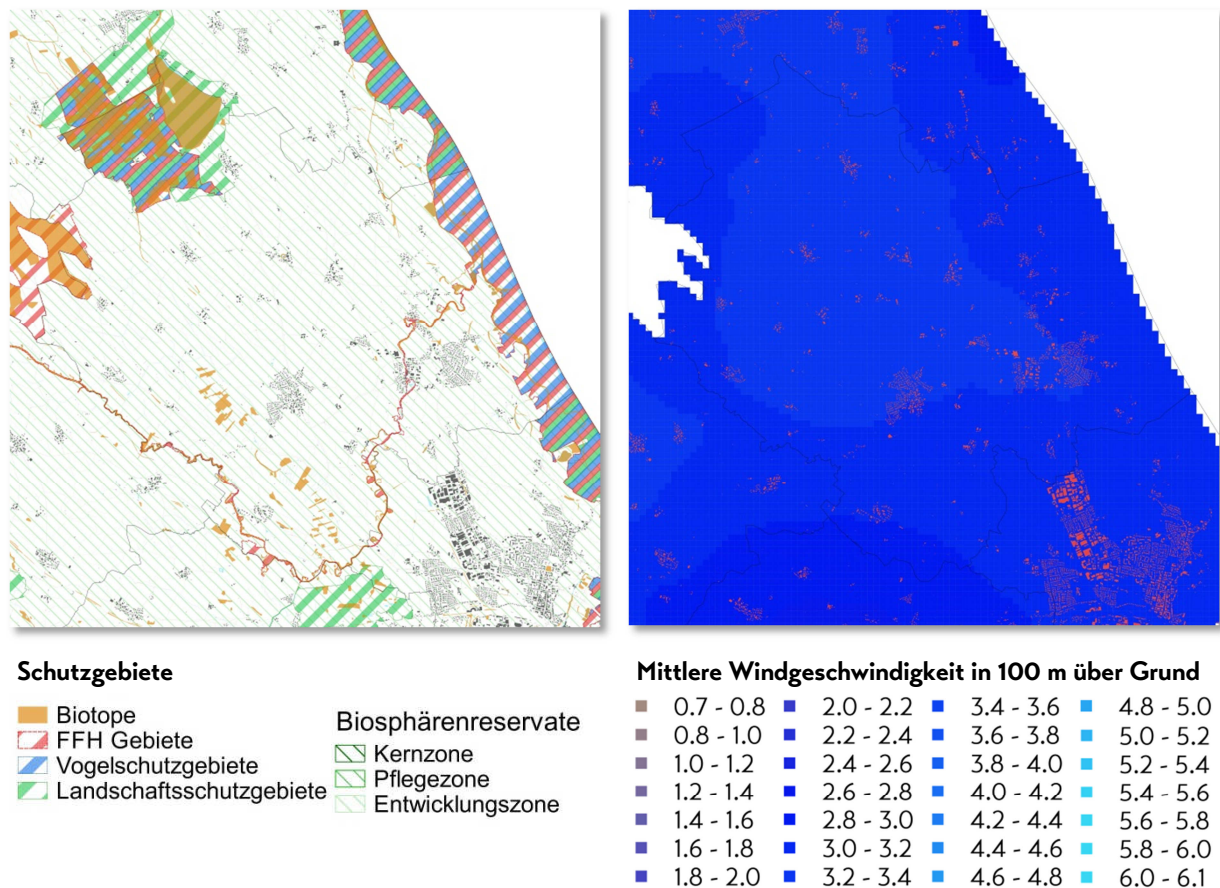 Schutzgebiete
Biotope
FFH Gebiete
Vogelschutzgebiete
Landschaftsschutzgebiete
Biosphärenreservate
Kernzone
Pflegezone
Entwicklungszone
Mittlere Windgeschwindigkeit in 100 m über Grund
0.7 - 0.8
0.8 - 1.0
1.0 - 1.2
1.2 - 1.4
1.4 - 1.6
1.6 - 1.8
1.8 - 2.0
2.0 - 2.2
2.2 - 2.4
2.4 - 2.6
2.6 - 2.8
2.8 - 3.0
3.0 - 3.2
3.2 - 3.4
3.4 - 3.6
3.6 - 3.8
3.8 - 4.0
4.0 - 4.2
4.2 - 4.4
4.4 - 4.6
4.6 - 4.8
4.8 - 5.0
5.0 - 5.2
5.2 - 5.4
5.4 - 5.6
5.6 - 5.8
5.8 - 6.0
6.0 - 6.1